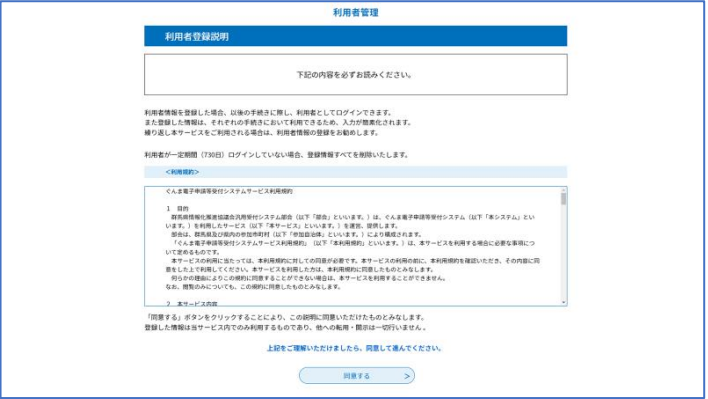 利用者管理
利用者登録説明
下記の内容を必ずお読みください。
利用者情報を登録した場合、以後の手続きに際し、利用者としてログインできます。
また登録した情報は、それぞれの手続きにおいて利用できるため、入力が簡素化されます。
繰り返し本サービスをご利用される場合は、利用者情報の登録をお勧めします。
利用者が一定期間（730日）ログインしていない場合、登録情報すべてを削除いたします。
＜利用規約＞
ぐんま電子申請等受付システムサービス利用規約
１　目的
群馬県情報化推進協議会汎用受付システム部会（以下「部会」といいます。）は、ぐんま電子申請等受付システム（以下「本システム」とい
います。）を利用したサービス（以下「本サービス」といいます。）を運営、提供します。
部会は、群馬県及び県内の参加市町村（以下「参加自治体」といいます。）により構成されます。
「ぐんま電子申請等受付システムサービス利用規約」（以下「本利用規約」といいます。）は、本サービスを利用する場合に必要な事項につ
いて定めるものです。
本サービスの利用に当たっては、本利用規約に対しての同意が必要です。本サービスの利用の前に、本利用規約を確認いただき、その内容に同
意をした上で利用してください。本サービスを利用した方は、本利用規約に同意したものとみなします。
何らかの理由によりこの規約に同意することができない場合は、本サービスを利用することができません。
なお、閲覧のみについても、この規約に同意したものとみなします。
２　本サービス内容
「同意する」ボタンをクリックすることにより、この説明に同意いただけたものとみなします。
登録した情報は当サービス内でのみ利用するものであり、他への転用・開示は一切行いません 。
上記をご理解いただけましたら、同意して進んでください。
同意する >